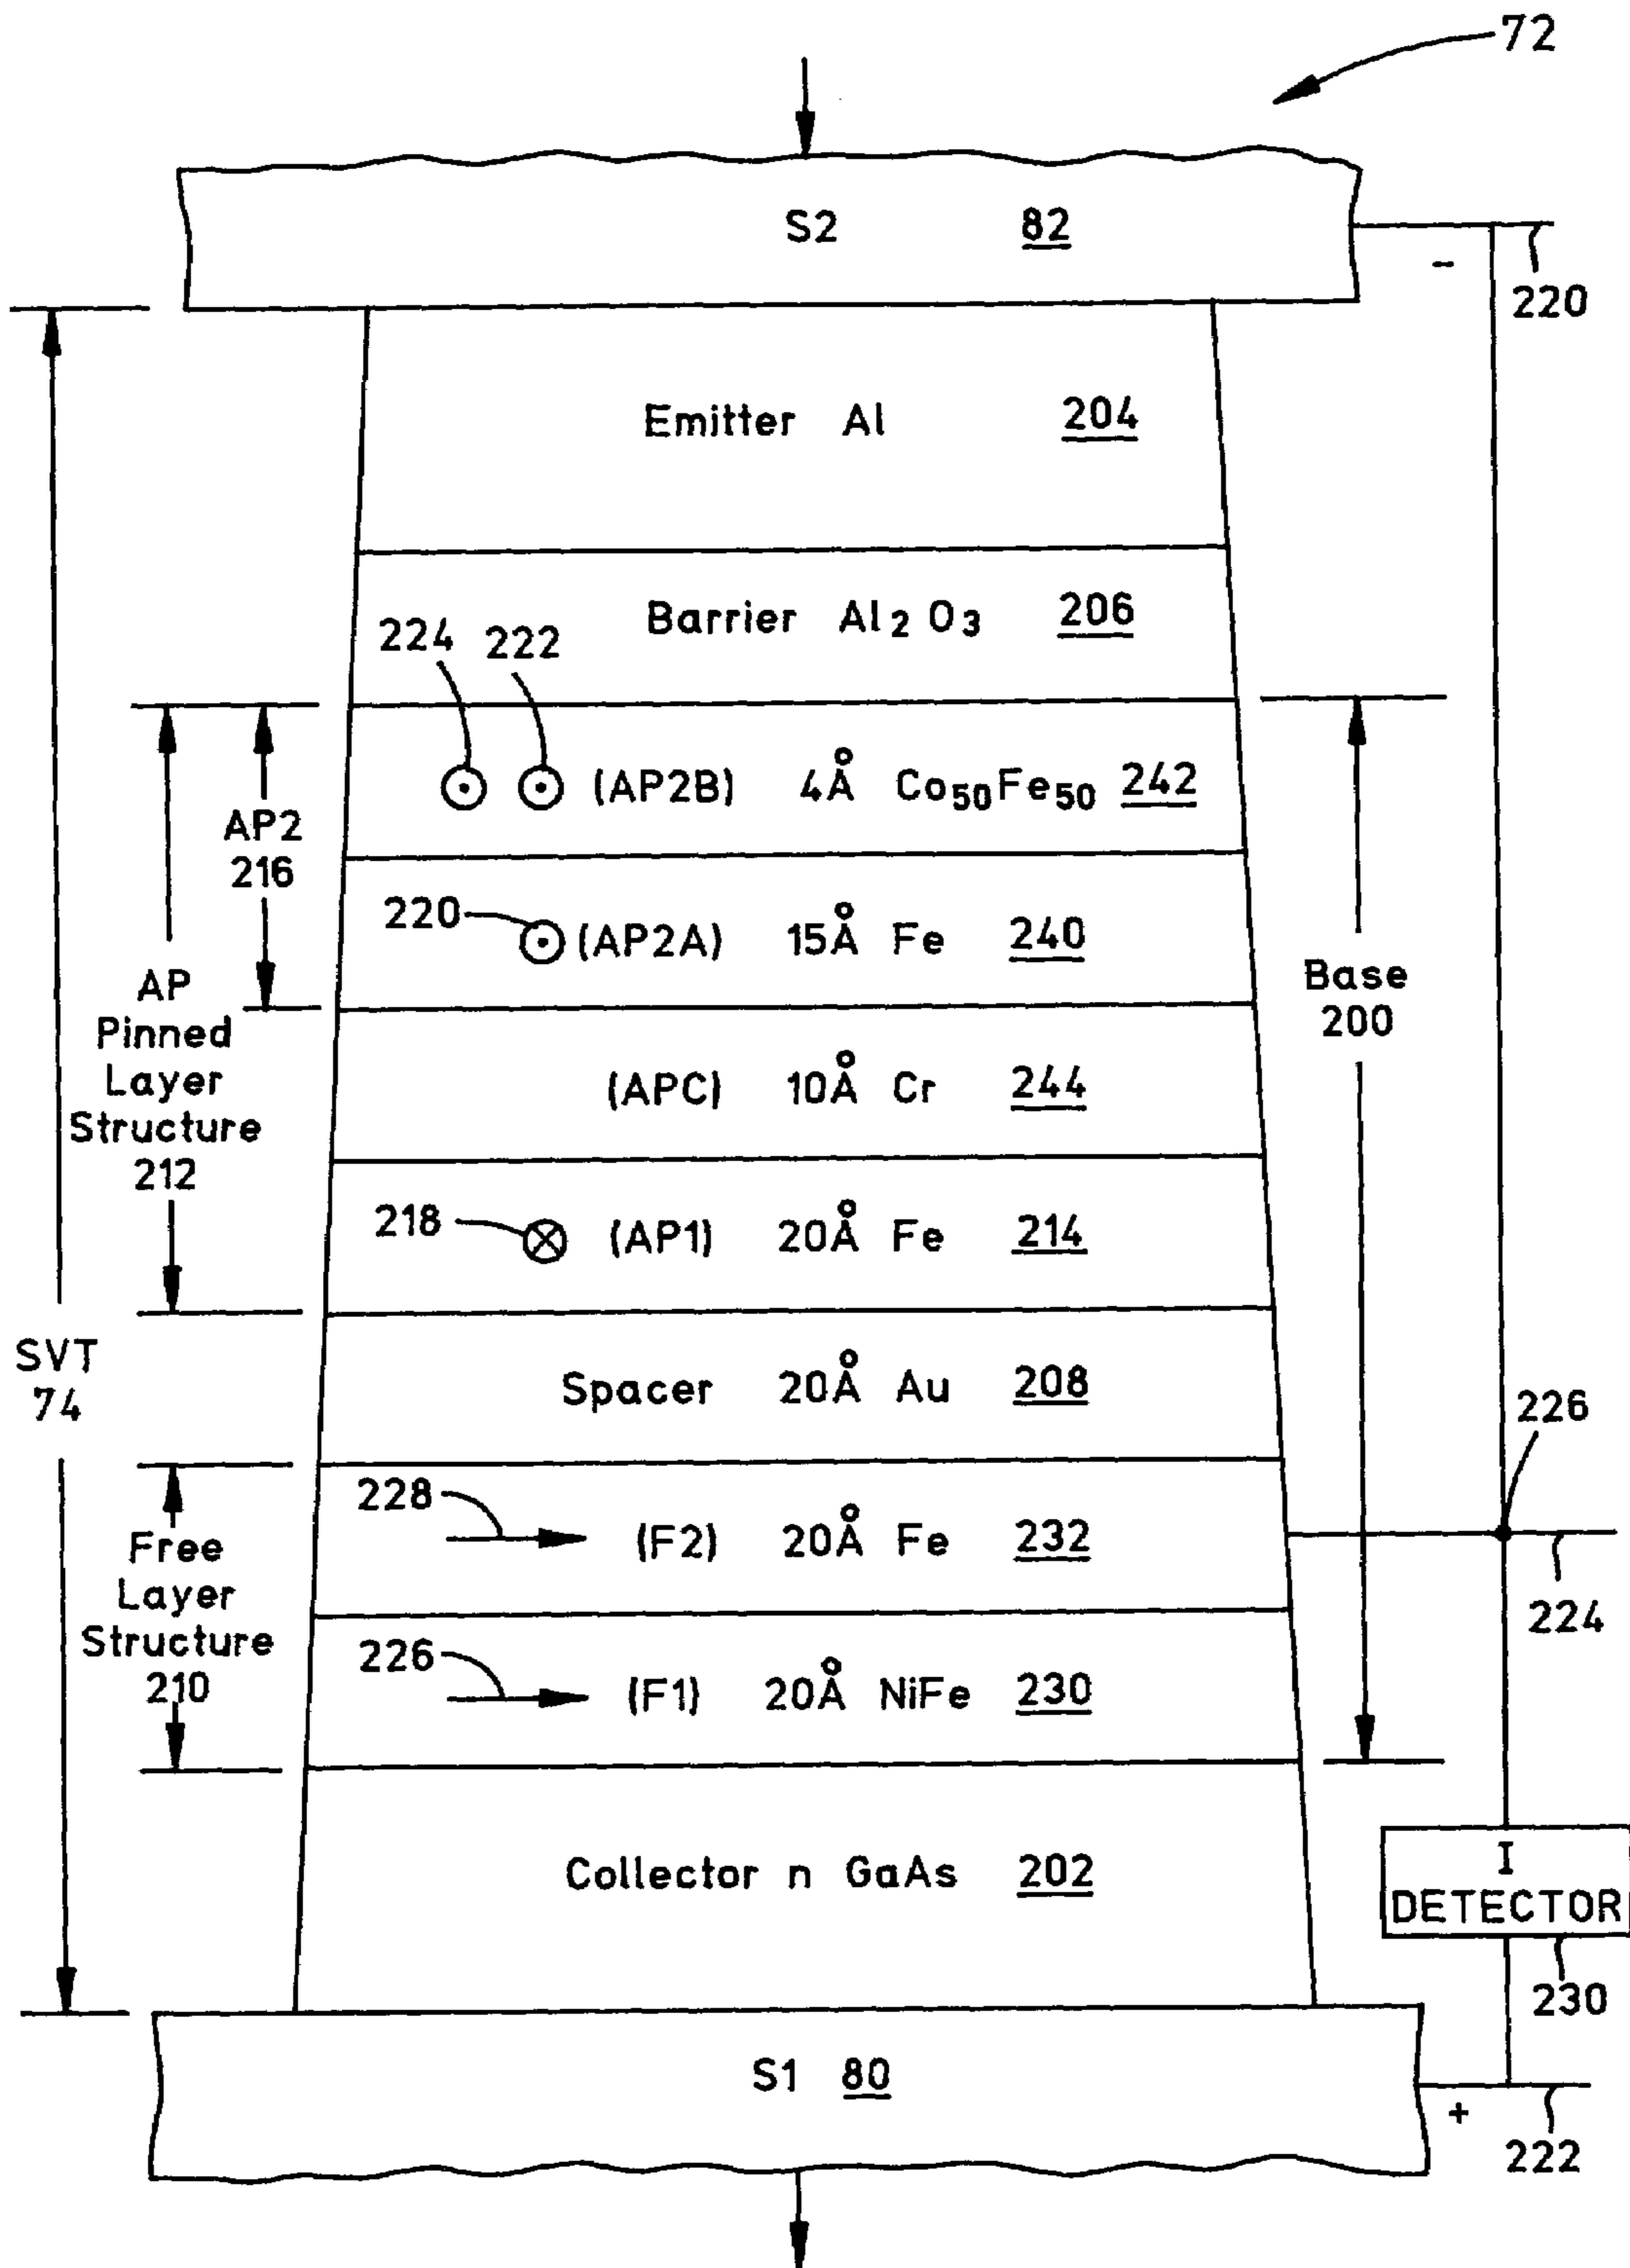 72
S2 82
-
220
Emitter Al 204
Barrier Al2O3 206
224 222
(AP2B) 4Å Co50Fe50 242
AP2
216
220
(AP2A) 15Å Fe 240
Base
200
AP
Pinned
Layer
Structure
212
(APC) 10Å Cr 244
218
(AP1) 20Å Fe 214
SVT
74
Spacer 20Å Au 208
226
228
(F2) 20Å Fe 232
Free
Layer
Structure
210
224
226
(F1) 20Å NiFe 230
Collector n GaAs 202
I
DETECTOR
230
S1 80
+
222